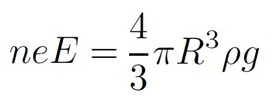 neE = \frac{4}{3} \pi R^3 \rho g